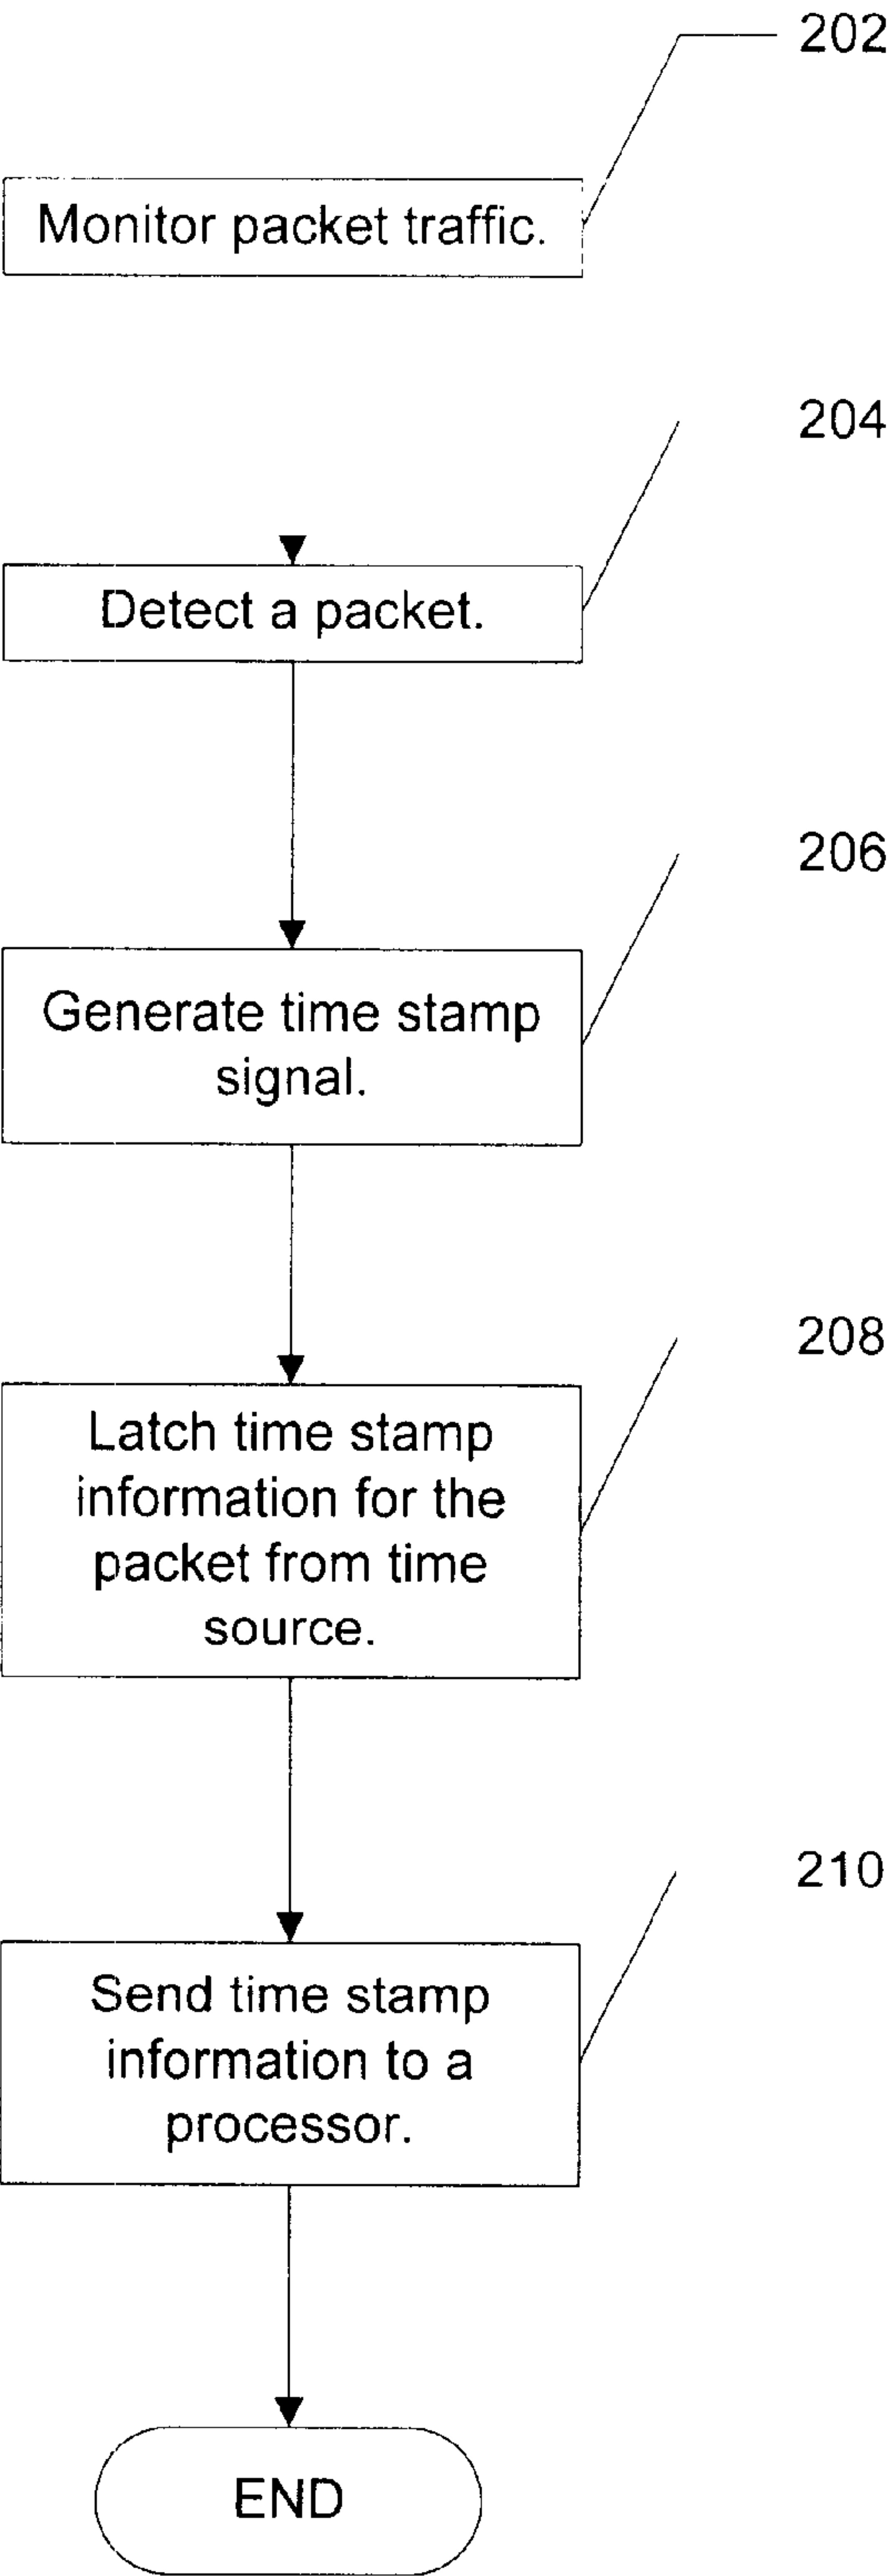 202
Monitor packet traffic.
204
Detect a packet.
206
Generate time stamp
signal.
208
Latch time stamp
information for the
packet from time
source.
210
Send time stamp
information to a
processor.
END